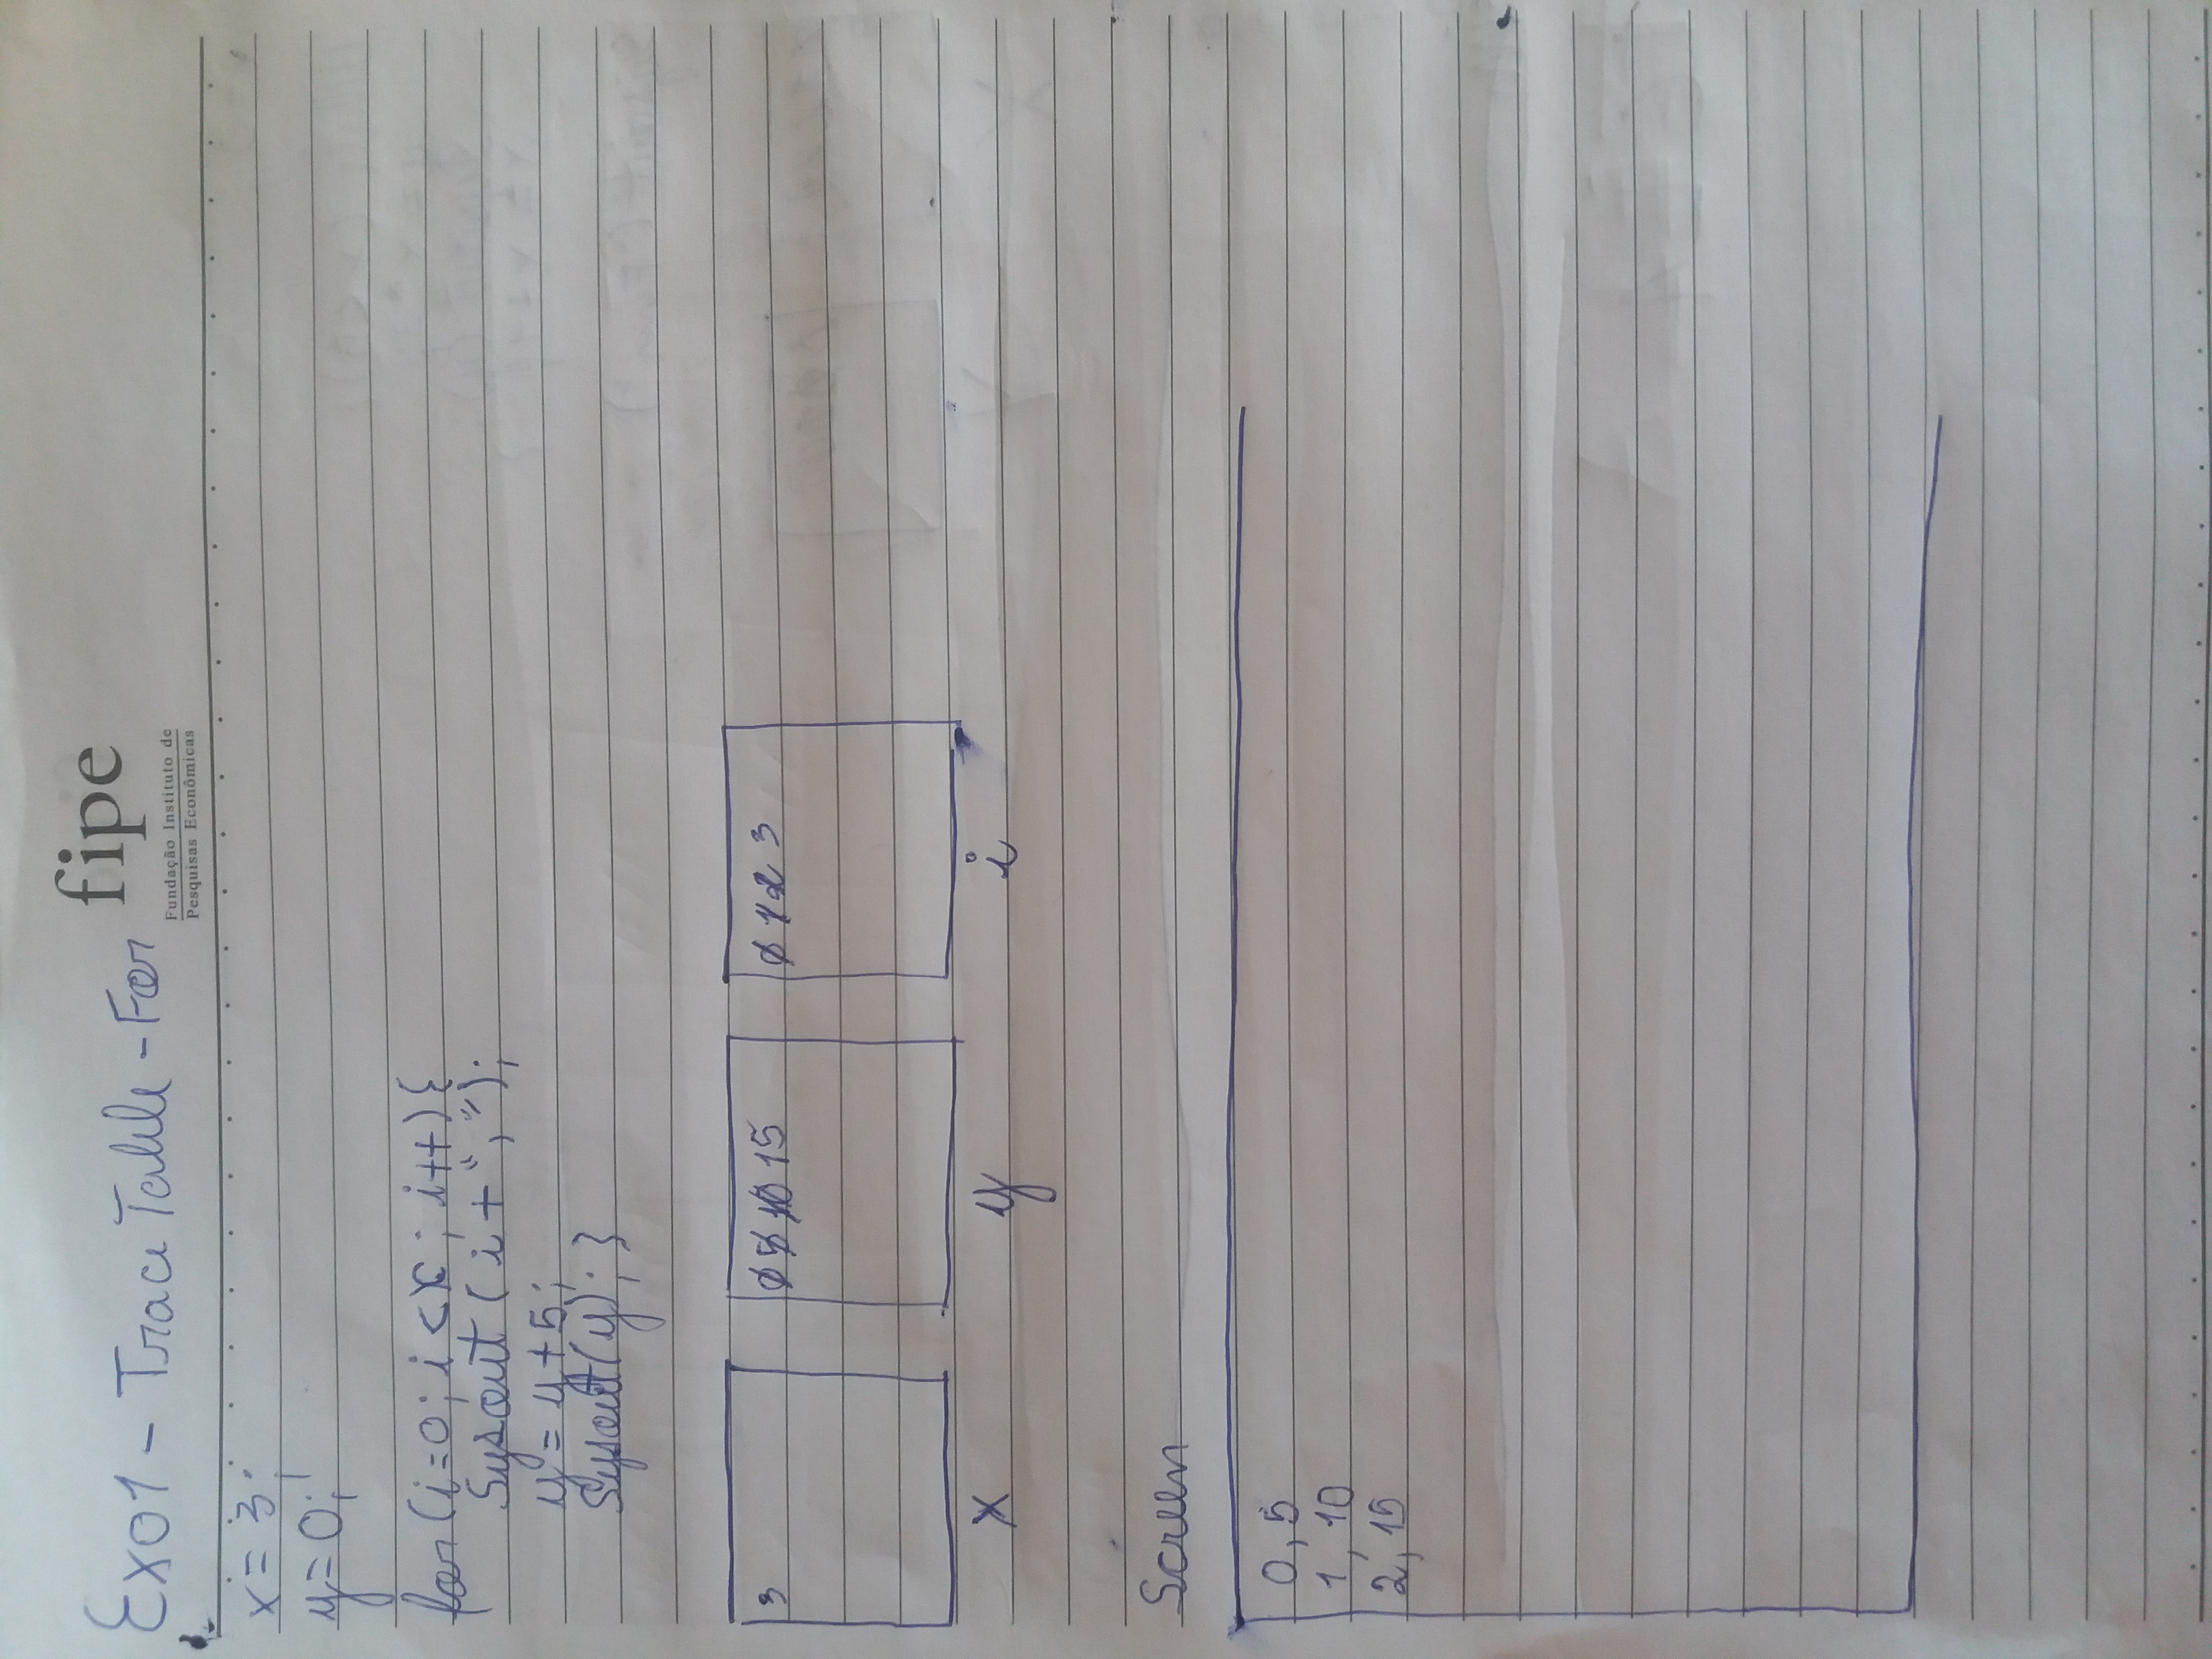 Ex01 - Trace Table - For
fipe
Fundação Instituto de
Pesquisas Econômicas
x = 3;
y = 0;
for (i=0; i < x; i++) {
Sysout ( i + ", ");
y = y + 5;
Sysout (y); }
3
0 5 10 15
0 1 2 3
x
y
i
Screen
0, 5
1, 10
2, 15